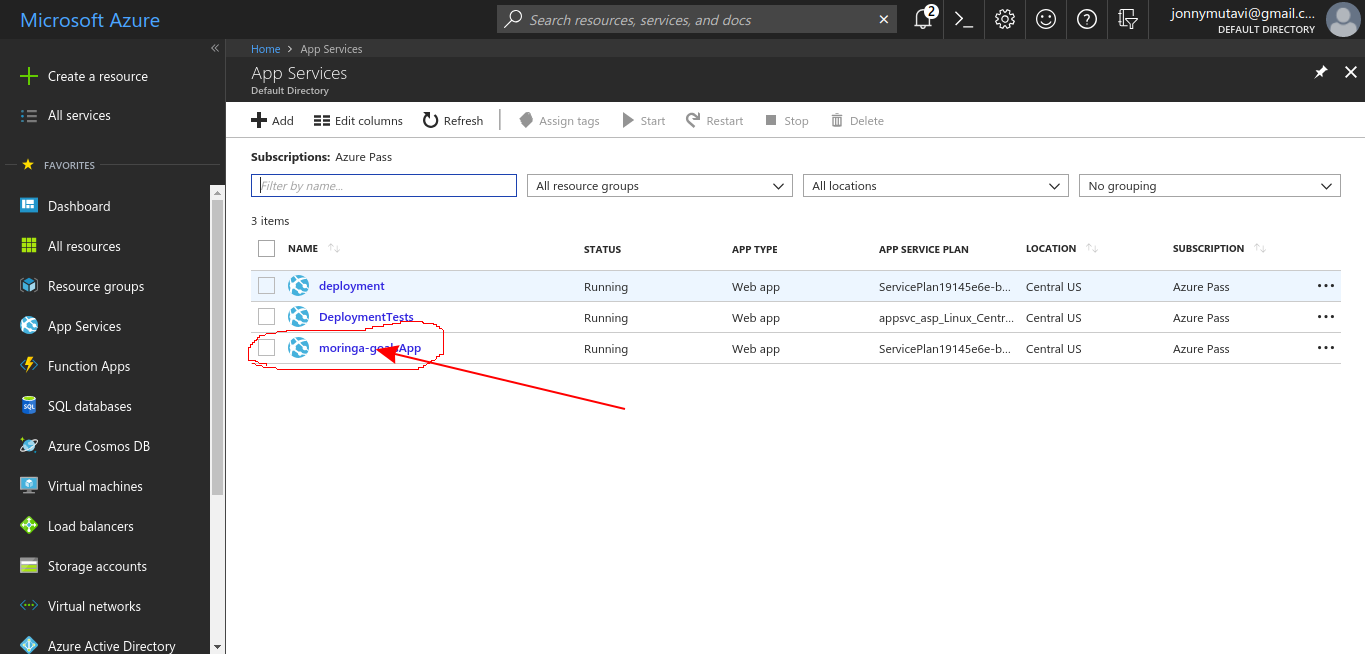 Microsoft Azure
Search resources, services, and docs
2
jonnymutavi@gmail.c...
DEFAULT DIRECTORY
Create a resource
All services
FAVORITES
Dashboard
All resources
Resource groups
App Services
Function Apps
SQL databases
Azure Cosmos DB
Virtual machines
Load balancers
Storage accounts
Virtual networks
Azure Active Directory
Home > App Services
App Services
Default Directory
Add Edit columns Refresh Assign tags Start Restart Stop Delete
Subscriptions: Azure Pass
Filter by name... All resource groups All locations No grouping
3 items
NAME STATUS APP TYPE APP SERVICE PLAN LOCATION SUBSCRIPTION
deployment Running Web app ServicePlan19145e6e-b... Central US Azure Pass
DeploymentTests Running Web app appsvc_asp_Linux_Centr... Central US Azure Pass
Running Web app ServicePlan19145e6e-b... Central US Azure Pass